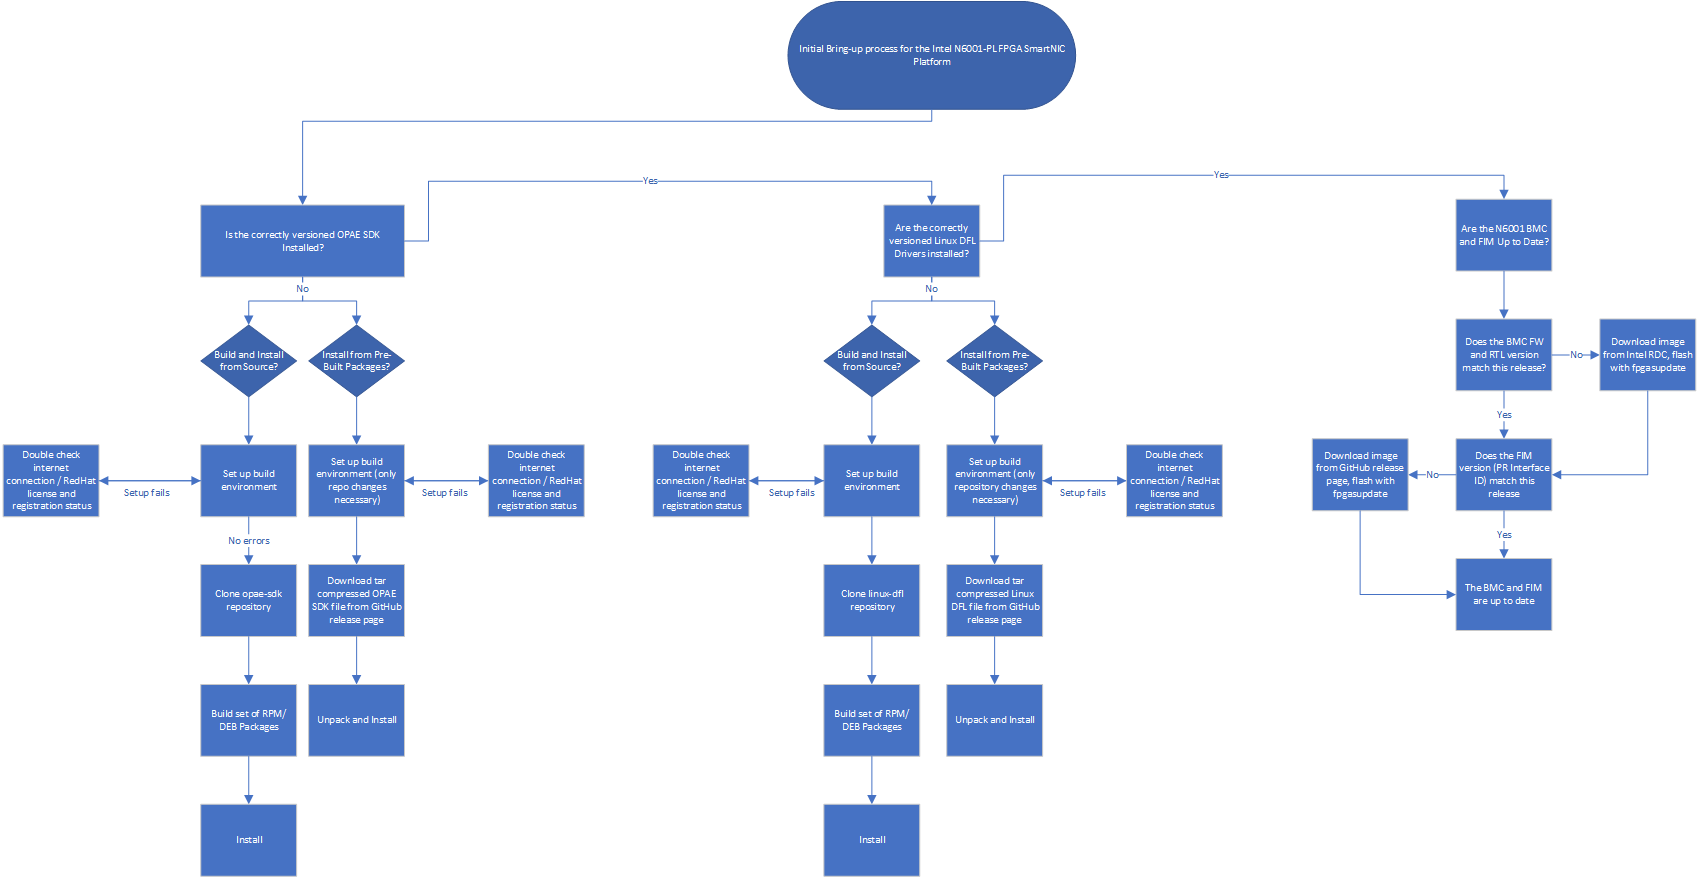 Initial Bring-up process for the Intel N6001-PL FPGA SmartNIC
Platform
Yes
Yes
Is the correctly versioned OPAE SDK
Installed?
Are the correctly
versioned Linux DFL
Drivers installed?
Are the N6001 BMC
and FIM Up to Date?
No
No
Build and Install
from Source?
Install from Pre-
Built Packages?
Build and Install
from Source?
Install from Pre-
Built Packages?
Does the BMC FW
and RTL version
match this release?
No
Download image
from Intel RDC, flash
with fpgasupdate
Yes
Double check
internet
connection / RedHat
license and
registration status
Setup fails
Set up build
environment
Set up build
environment (only
repo changes
necessary)
Setup fails
Double check
internet
connection / RedHat
license and
registration status
Double check
internet
connection / RedHat
license and
registration status
Setup fails
Set up build
environment
Set up build
environment (only
repository changes
necessary)
Setup fails
Double check
internet
connection / RedHat
license and
registration status
Download image
from GitHub release
page, flash with
fpgasupdate
No
Does the FIM
version (PR Interface
ID) match this
release
No errors
Yes
Clone opae-sdk
repository
Download tar
compressed OPAE
SDK file from GitHub
release page
Clone linux-dfl
repository
Download tar
compressed Linux
DFL file from GitHub
release page
The BMC and FIM
are up to date
Build set of RPM/
DEB Packages
Unpack and Install
Build set of RPM/
DEB Packages
Unpack and Install
Install
Install